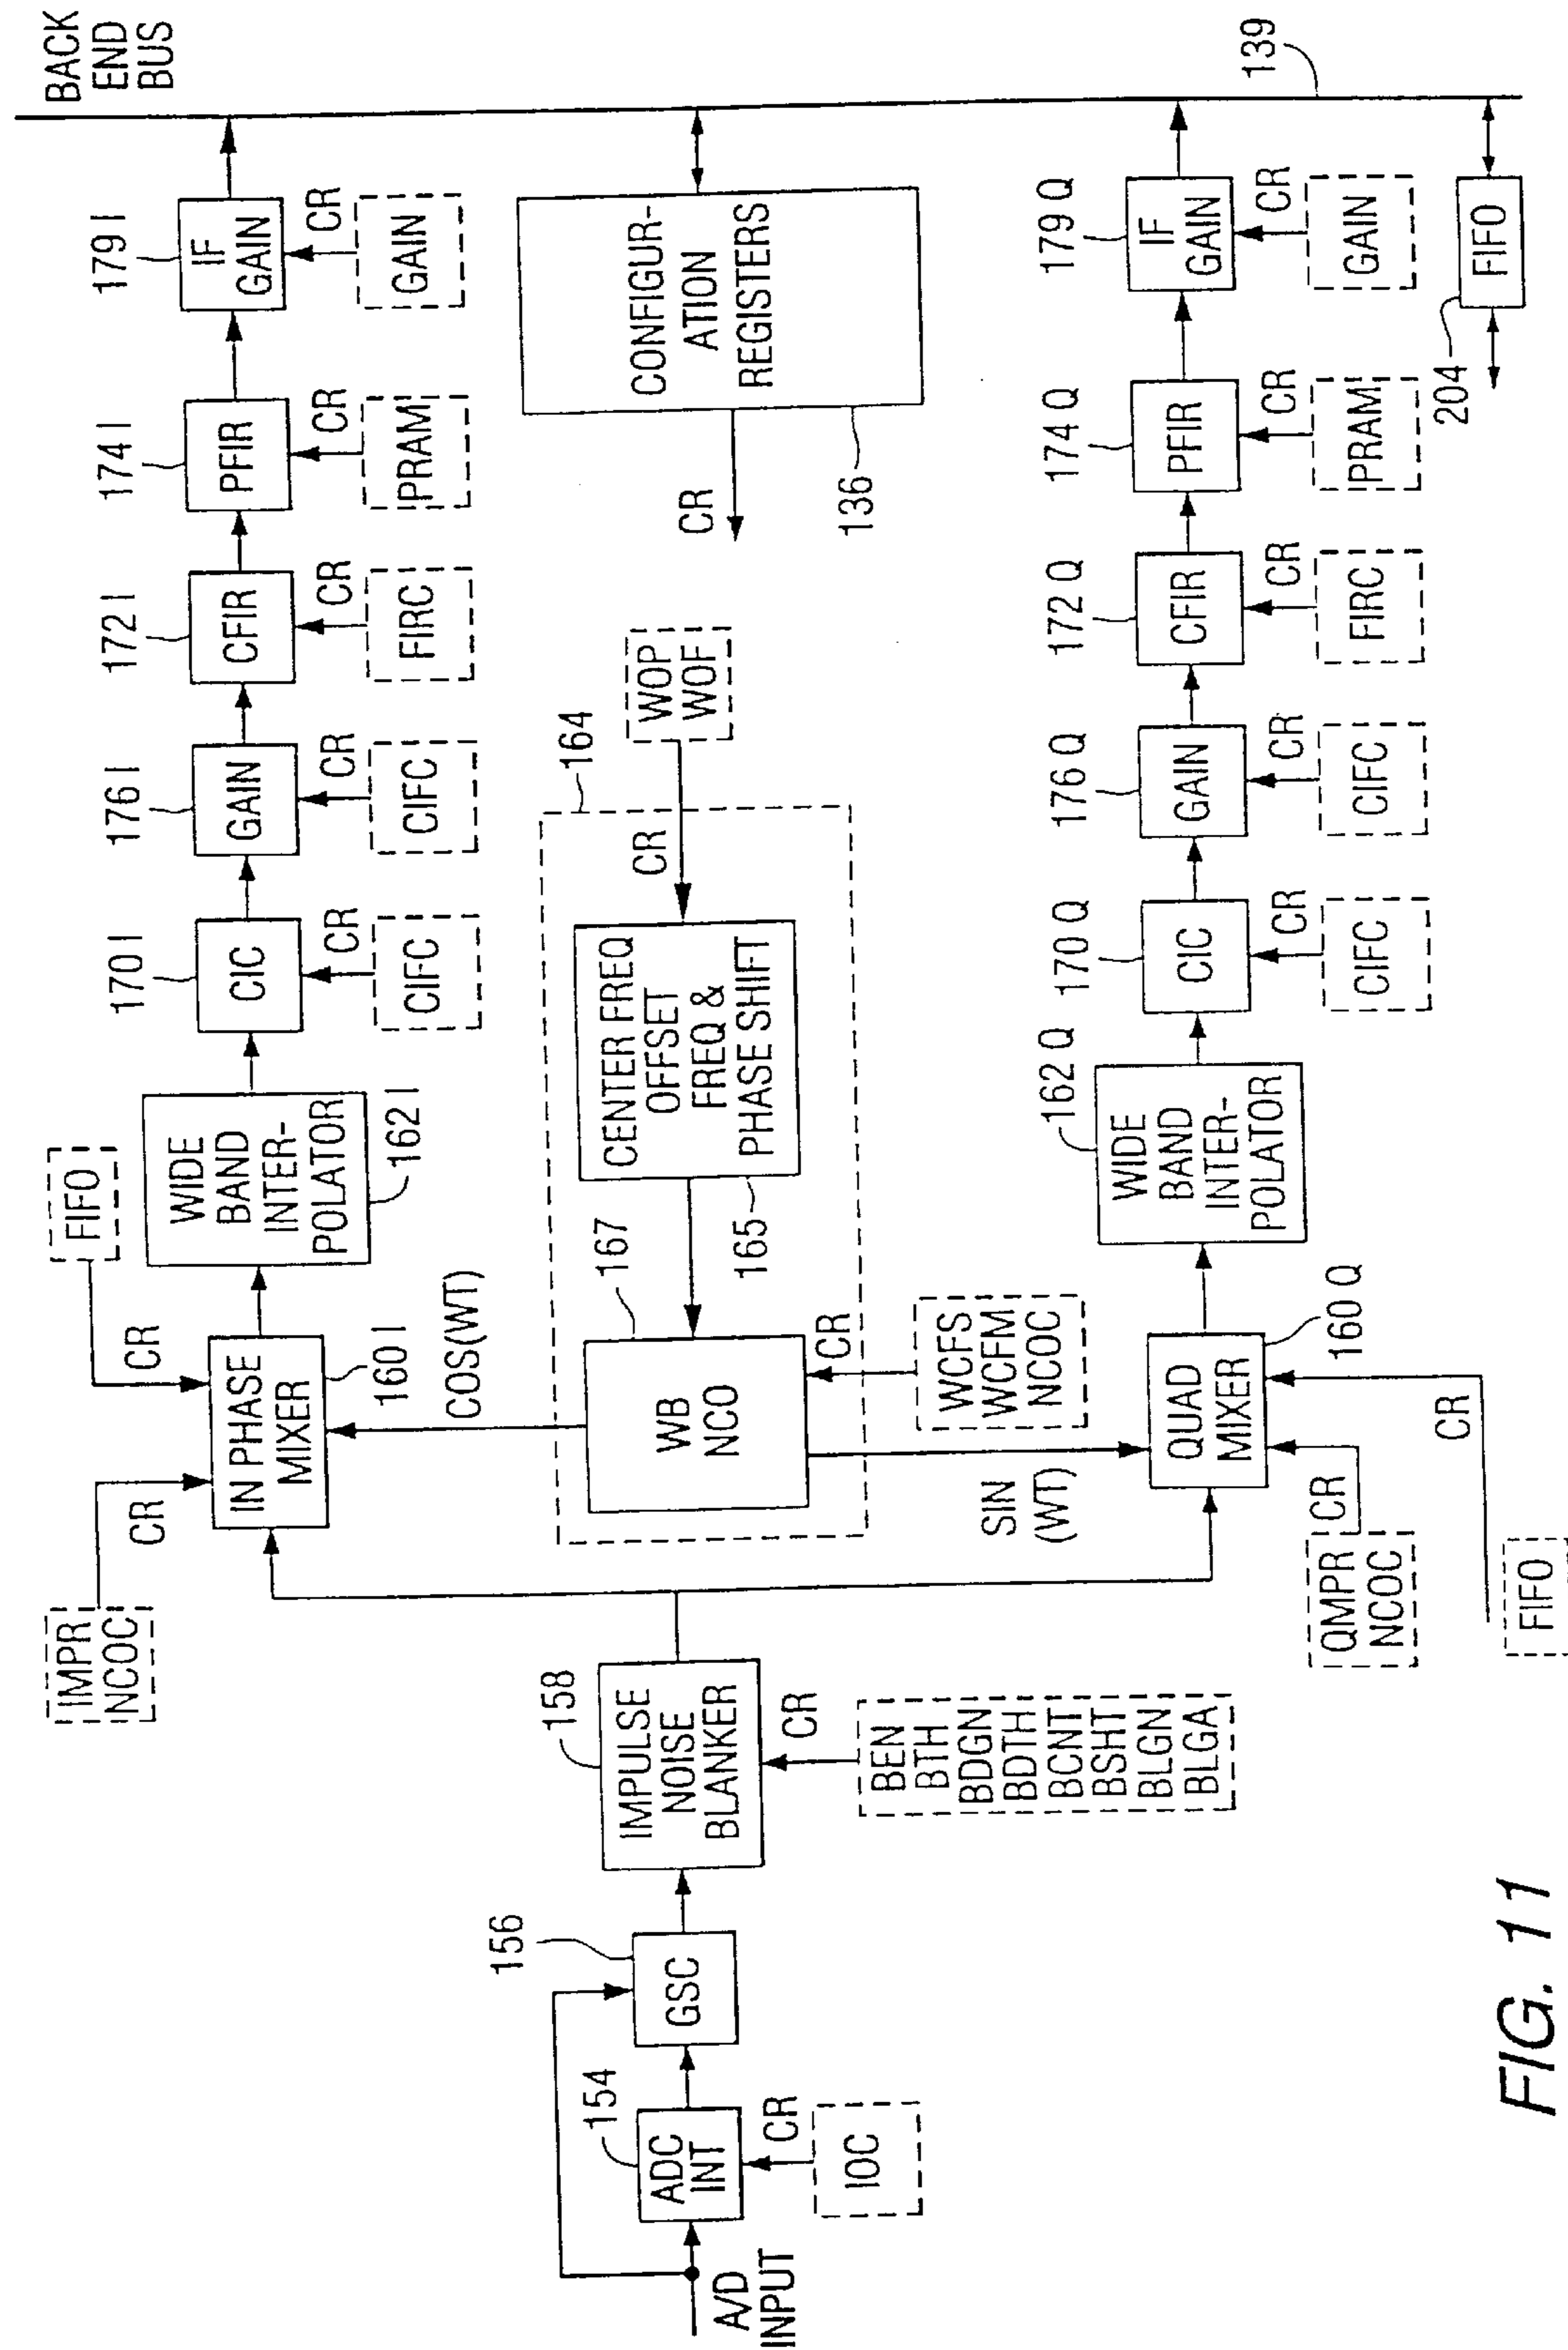 BACK
END
BUS
179 I
IF
GAIN
CR
GAIN
174 I
PFIR
CR
PRAM
172 I
CFIR
CR
FIRC
176 I
GAIN
CR
CIFC
170 I
CIC
CR
CIFC
WIDE
BAND
INTER-
POLATOR
162 I
FIFO
CR
IN PHASE
MIXER
160 I
IMPR
NCOC
CR
COS(WT)
CONFIGUR-
ATION
REGISTERS
CR
136
WOP
WOF
164
CR
CENTER FREQ
OFFSET
FREQ &
PHASE SHIFT
165
167
WB
NCO
CR
WCFS
WCFM
NCOC
SIN
(WT)
158
IMPULSE
NOISE
BLANKER
CR
BEN
BTH
BDGN
BDTH
BCNT
BSHT
BLGN
BLGA
156
GSC
154
ADC
INT
CR
IOC
A/D
INPUT
139
179 Q
IF
GAIN
CR
GAIN
174 Q
PFIR
CR
PRAM
172 Q
CFIR
CR
FIRC
176 Q
GAIN
CR
CIFC
170 Q
CIC
CR
CIFC
162 Q
WIDE
BAND
INTER-
POLATOR
QUAD
MIXER
160 Q
CR
QMPR
NCOC
CR
FIFO
204
FIFO
FIG. 11